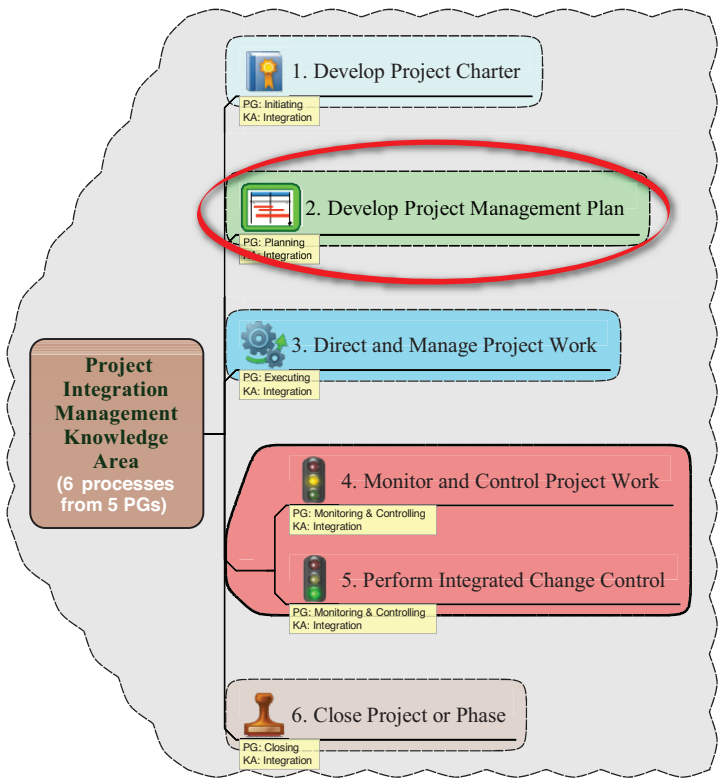 1. Develop Project Charter
PG: Initiating
KA: Integration
2. Develop Project Management Plan
PG: Planning
KA: Integration
3. Direct and Manage Project Work
PG: Executing
KA: Integration
Project
Integration
Management
Knowledge
Area
(6 processes
from 5 PGs)
4. Monitor and Control Project Work
PG: Monitoring & Controlling
KA: Integration
5. Perform Integrated Change Control
PG: Monitoring & Controlling
KA: Integration
6. Close Project or Phase
PG: Closing
KA: Integration